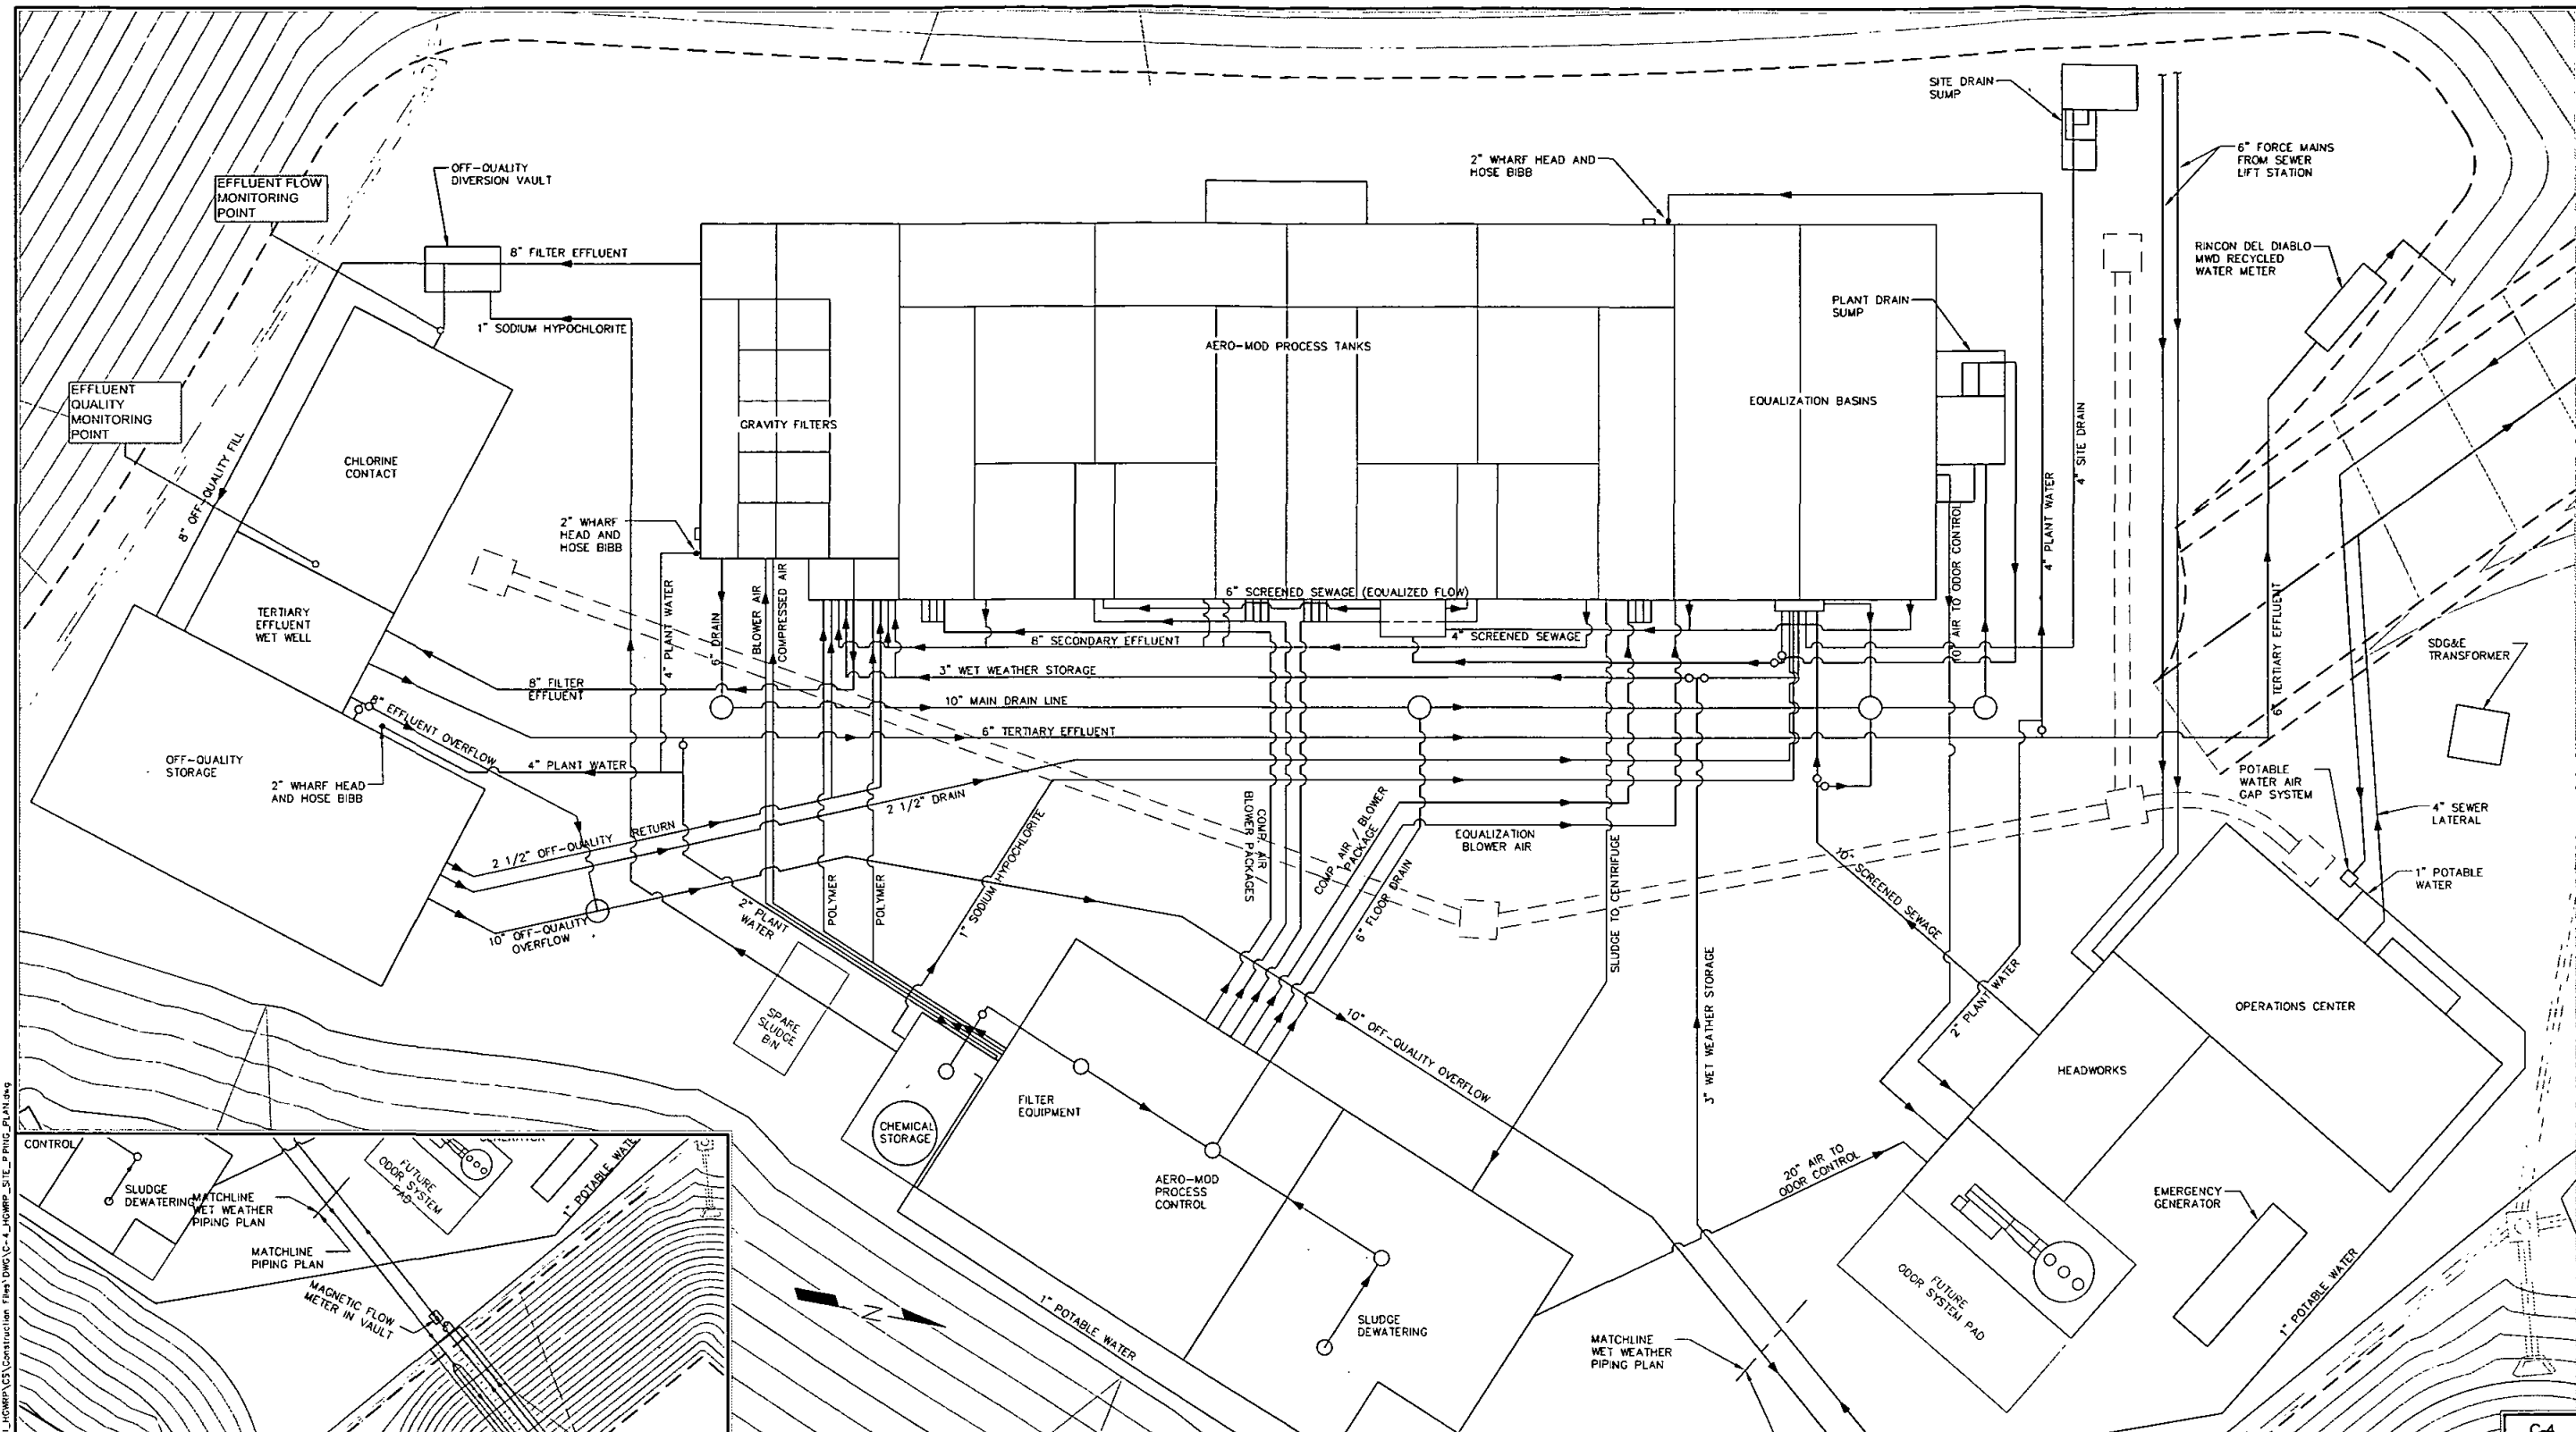 SITE DRAIN
SUMP
6" FORCE MAINS
FROM SEWER
LIFT STATION
2" WHARF HEAD AND
HOSE BIBB
OFF-QUALITY
DIVERSION VAULT
EFFLUENT FLOW
MONITORING
POINT
8" FILTER EFFLUENT
RINCON DEL DIABLO
MWD RECYCLED
WATER METER
1" SODIUM HYPOCHLORITE
PLANT DRAIN
SUMP
AERO-MOD PROCESS TANKS
EFFLUENT
QUALITY
MONITORING
POINT
EQUALIZATION BASINS
GRAVITY FILTERS
8" OFF-QUALITY FILL
CHLORINE
CONTACT
4" SITE DRAIN
4" PLANT WATER
2" WHARF
HEAD AND
HOSE BIBB
10" AIR TO ODOR CONTROL
4" PLANT WATER
6" DRAIN
BLOWER AIR
COMPRESSED AIR
6" SCREENED SEWAGE (EQUALIZED FLOW)
TERTIARY
EFFLUENT
WET WELL
8" SECONDARY EFFLUENT
4" SCREENED SEWAGE
6" TERTIARY EFFLUENT
SDG&E
TRANSFORMER
3" WET WEATHER STORAGE
8" FILTER
EFFLUENT
10" MAIN DRAIN LINE
8" EFFLUENT OVERFLOW
6" TERTIARY EFFLUENT
OFF-QUALITY
STORAGE
4" PLANT WATER
2" WHARF HEAD
AND HOSE BIBB
POTABLE
WATER AIR
GAP SYSTEM
4" SEWER
LATERAL
2 1/2" DRAIN
2 1/2" OFF-QUALITY RETURN
COMP. AIR
BLOWER PACKAGES
COMP. AIR / BLOWER
PACKAGE
EQUALIZATION
BLOWER AIR
1" SODIUM HYPOCHLORITE
6" FLOOR DRAIN
SLUDGE TO CENTRIFUGE
10" SCREENED SEWAGE
1" POTABLE
WATER
POLYMER
POLYMER
2" PLANT
WATER
10" OFF-QUALITY
OVERFLOW
3" WET WEATHER STORAGE
2" PLANT WATER
OPERATIONS CENTER
SPARE
SLUDGE
BIN
10" OFF-QUALITY OVERFLOW
HEADWORKS
FILTER
EQUIPMENT
CHEMICAL
STORAGE
AERO-MOD
PROCESS
CONTROL
20" AIR TO
ODOR CONTROL
EMERGENCY
GENERATOR
FUTURE
ODOR SYSTEM PAD
1" POTABLE WATER
1" POTABLE WATER
SLUDGE
DEWATERING
MATCHLINE
WET WEATHER
PIPING PLAN
N
CONTROL
SLUDGE
DEWATERING
MATCHLINE
WET WEATHER
PIPING PLAN
MATCHLINE
PIPING PLAN
FUTURE
ODOR SYSTEM
PAD
1" POTABLE WATE
MAGNETIC FLOW
METER IN VAULT
C-4